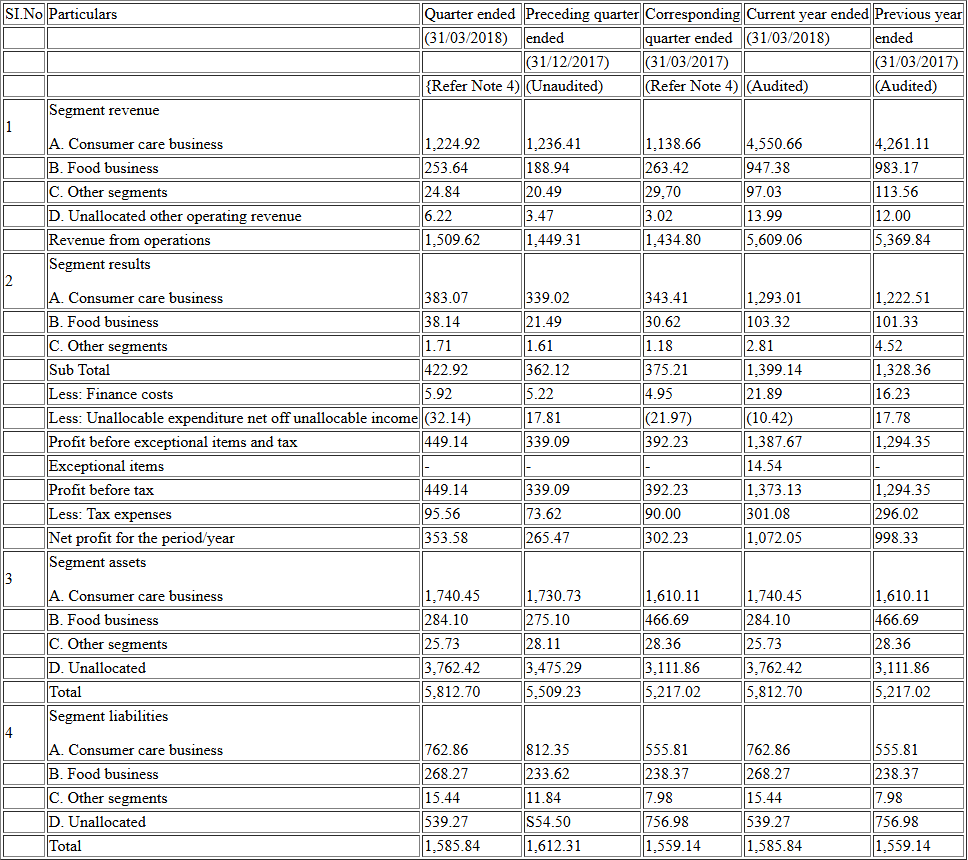 SI.No Particulars Quarter ended Preceding quarter Corresponding Current year ended Previous year
(31/03/2018) ended quarter ended (31/03/2018) ended
(31/12/2017) (31/03/2017) (31/03/2017)
{Refer Note 4) (Unaudited) (Refer Note 4) (Audited) (Audited)
Segment revenue
1
A. Consumer care business 1,224.92 1,236.41 1,138.66 4,550.66 4,261.11
B. Food business 253.64 188.94 263.42 947.38 983.17
C. Other segments 24.84 20.49 29,70 97.03 113.56
D. Unallocated other operating revenue 6.22 3.47 3.02 13.99 12.00
Revenue from operations 1,509.62 1,449.31 1,434.80 5,609.06 5,369.84
Segment results
2
A. Consumer care business 383.07 339.02 343.41 1,293.01 1,222.51
B. Food business 38.14 21.49 30.62 103.32 101.33
C. Other segments 1.71 1.61 1.18 2.81 4.52
Sub Total 422.92 362.12 375.21 1,399.14 1,328.36
Less: Finance costs 5.92 5.22 4.95 21.89 16.23
Less: Unallocable expenditure net off unallocable income (32.14) 17.81 (21.97) (10.42) 17.78
Profit before exceptional items and tax 449.14 339.09 392.23 1,387.67 1,294.35
Exceptional items - - - 14.54 -
Profit before tax 449.14 339.09 392.23 1,373.13 1,294.35
Less: Tax expenses 95.56 73.62 90.00 301.08 296.02
Net profit for the period/year 353.58 265.47 302.23 1,072.05 998.33
Segment assets
3
A. Consumer care business 1,740.45 1,730.73 1,610.11 1,740.45 1,610.11
B. Food business 284.10 275.10 466.69 284.10 466.69
C. Other segments 25.73 28.11 28.36 25.73 28.36
D. Unallocated 3,762.42 3,475.29 3,111.86 3,762.42 3,111.86
Total 5,812.70 5,509.23 5,217.02 5,812.70 5,217.02
Segment liabilities
4
A. Consumer care business 762.86 812.35 555.81 762.86 555.81
B. Food business 268.27 233.62 238.37 268.27 238.37
C. Other segments 15.44 11.84 7.98 15.44 7.98
D. Unallocated 539.27 S54.50 756.98 539.27 756.98
Total 1,585.84 1,612.31 1,559.14 1,585.84 1,559.14